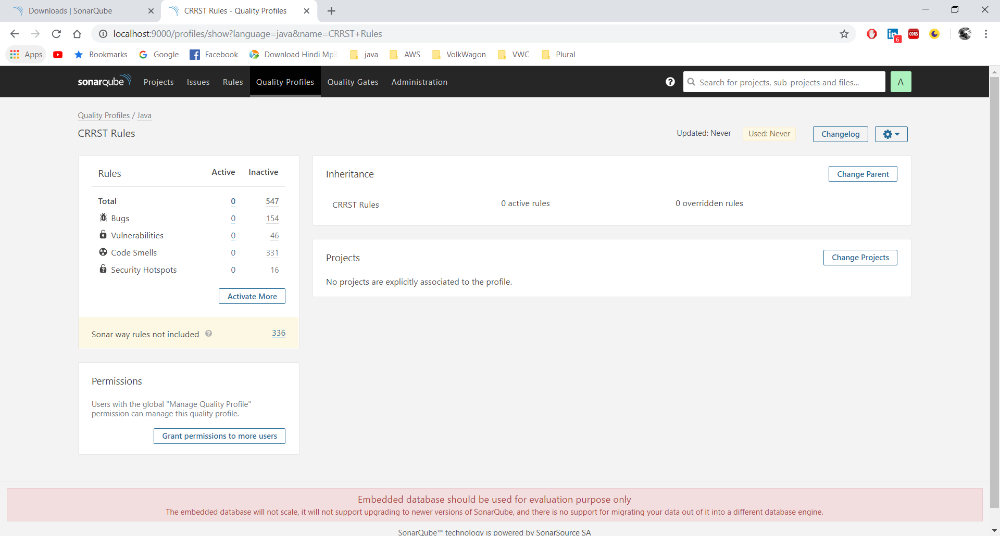 Downloads | SonarQube
CRRST Rules - Quality Profiles
localhost:9000/profiles/show?language=java&name=CRRST+Rules
6
CORS
Apps
Bookmarks
Google
Facebook
Download Hindi Mp3
java
AWS
VolkWagon
VWC
Plural
sonarqube
Projects
Issues
Rules
Quality Profiles
Quality Gates
Administration
Search for projects, sub-projects and files...
A
Quality Profiles / Java
CRRST Rules
Updated: Never
Used: Never
Changelog
Rules Active Inactive
Total 0 547
Bugs 0 154
Vulnerabilities 0 46
Code Smells 0 331
Security Hotspots 0 16
Activate More
Sonar way rules not included ? 336
Permissions
Users with the global "Manage Quality Profile"
permission can manage this quality profile.
Grant permissions to more users
Inheritance
Change Parent
CRRST Rules 0 active rules 0 overridden rules
Projects
Change Projects
No projects are explicitly associated to the profile.
Embedded database should be used for evaluation purpose only
The embedded database will not scale, it will not support upgrading to newer versions of SonarQube, and there is no support for migrating your data out of it into a different database engine.
SonarQube™ technology is powered by SonarSource SA